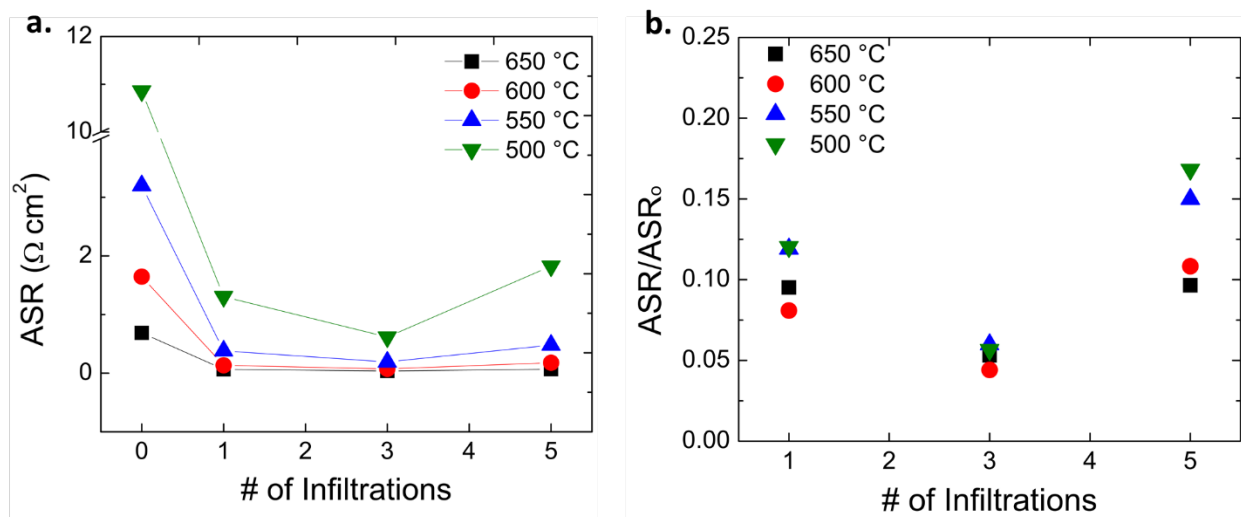 a.
12
10
2
0
ASR (Ω cm²)
650 °C
600 °C
550 °C
500 °C
0 1 2 3 4 5
# of Infiltrations
b.
0.25
0.20
0.15
0.10
0.05
0.00
ASR/ASR₀
650 °C
600 °C
550 °C
500 °C
1 2 3 4 5
# of Infiltrations